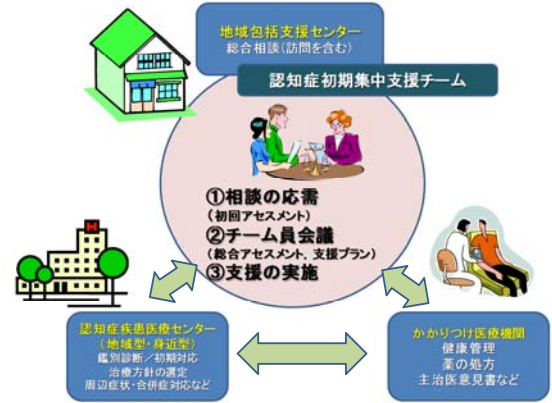 地域包括支援センター
総合相談(訪問を含む)
認知症初期集中支援チーム
①相談の応需
(初回アセスメント)
②チーム員会議
(総合アセスメント、支援プラン)
③支援の実施
H
認知症疾患医療センター
(地域型・身近型)
鑑別診断/初期対応
治療方針の選定
周辺症状・合併症対応など
かかりつけ医療機関
健康管理
薬の処方
主治医意見書など